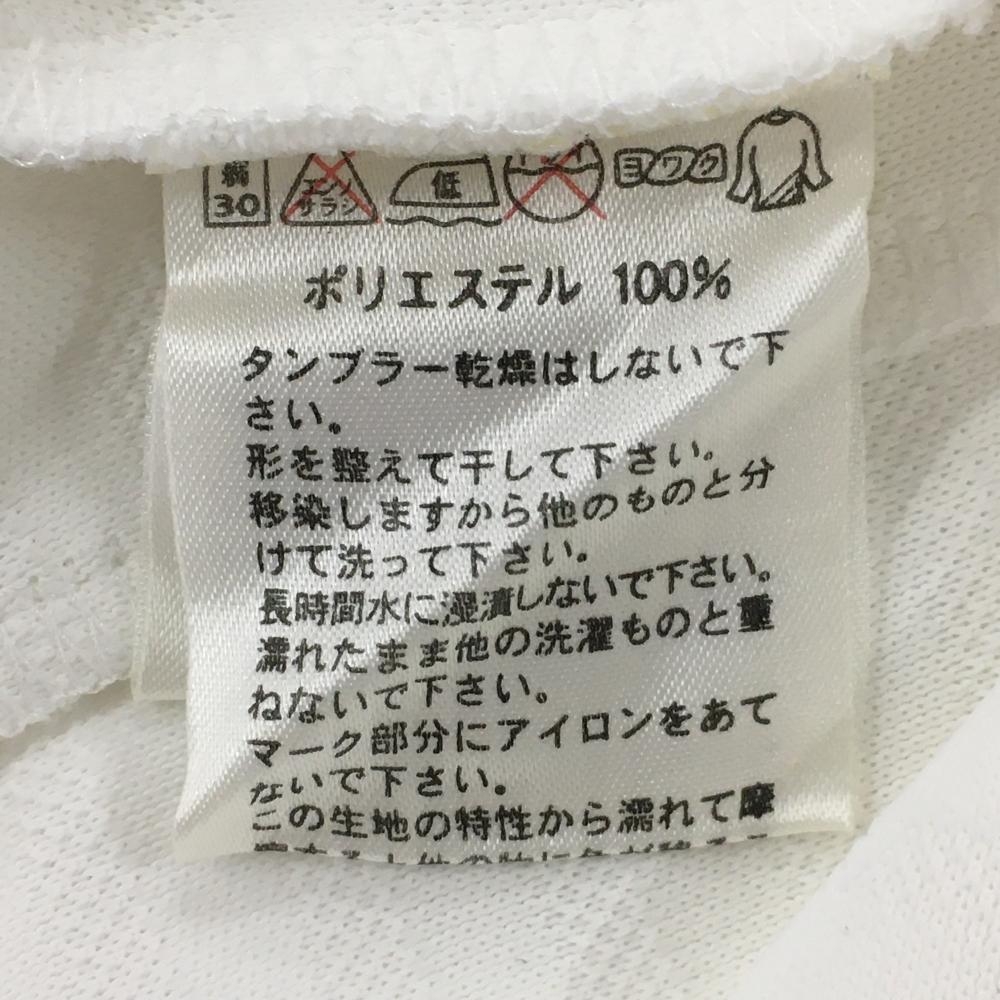 弱 30 エンソ サラシ 低 ヨワク
ポリエステル 100%
タンブラー乾燥はしないで下
さい。
形を整えて干して下さい。
移染しますから他のものと分
けて洗って下さい。
長時間水に浸漬しないで下さい。
濡れたまま他の洗濯ものと重
ねないで下さい。
マーク部分にアイロンをあて
ないで下さい。
この生地の特性から濡れて摩